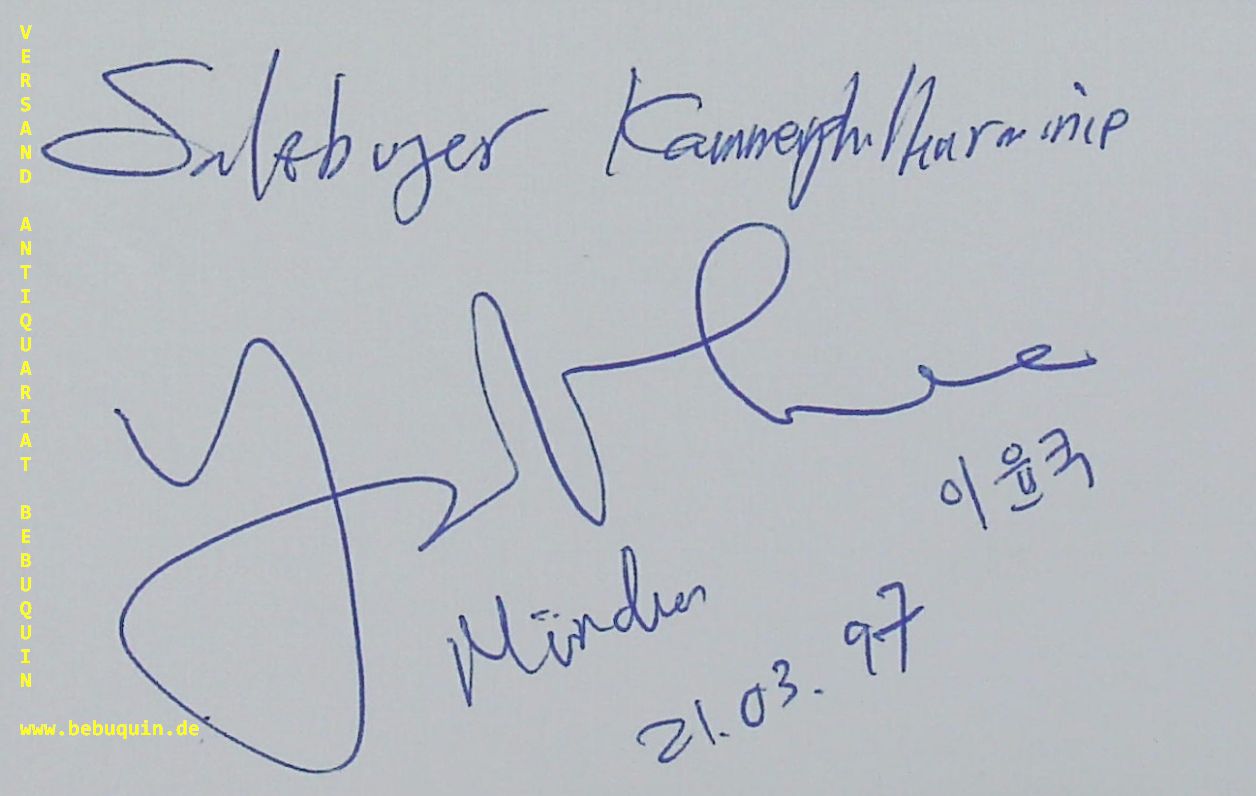 Salzburger Kammerphilharmonie
이윤국
München
21.03.97
VERSAND ANTIQUARIAT BEBUQUIN
www.bebuquin.de